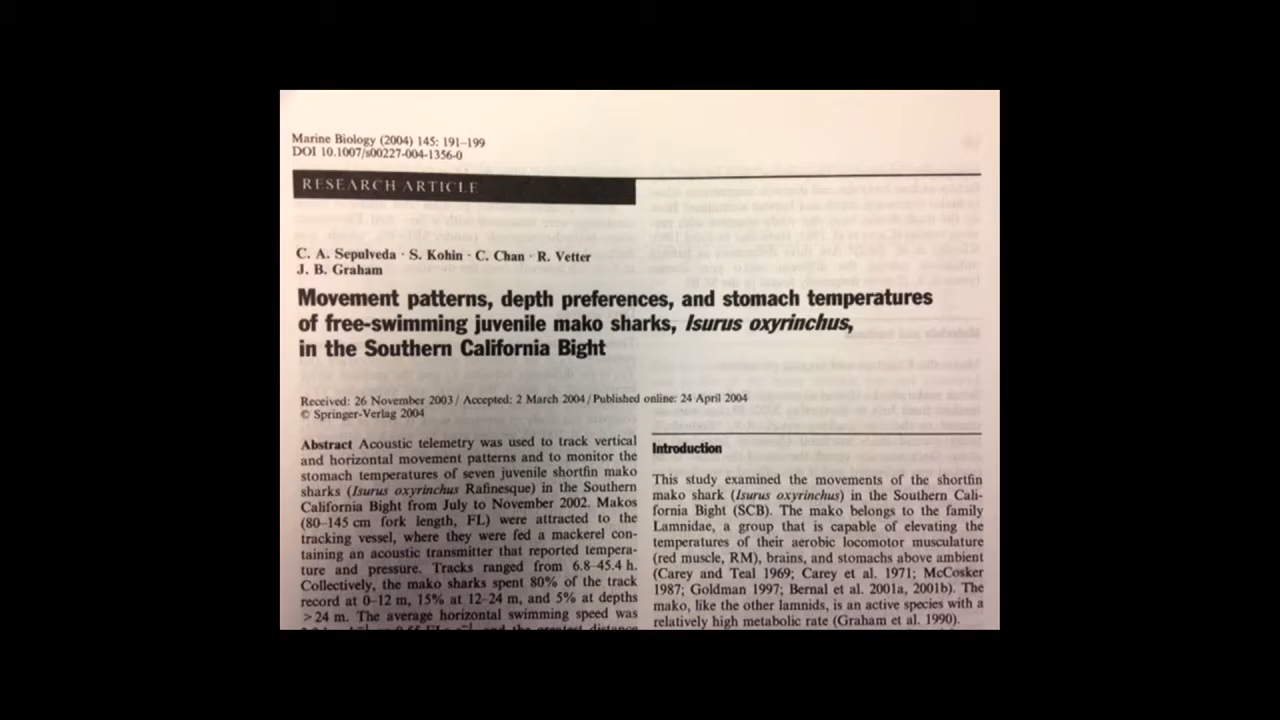 Marine Biology (2004) 145: 191–199
DOI 10.1007/s00227-004-1356-0
RESEARCH ARTICLE
C. A. Sepulveda · S. Kohin · C. Chan · R. Vetter
J. B. Graham
Movement patterns, depth preferences, and stomach temperatures
of free-swimming juvenile mako sharks, Isurus oxyrinchus,
in the Southern California Bight
Received: 26 November 2003 / Accepted: 2 March 2004 / Published online: 24 April 2004
© Springer-Verlag 2004
Abstract Acoustic telemetry was used to track vertical
and horizontal movement patterns and to monitor the
stomach temperatures of seven juvenile shortfin mako
sharks (Isurus oxyrinchus Rafinesque) in the Southern
California Bight from July to November 2002. Makos
(80–145 cm fork length, FL) were attracted to the
tracking vessel, where they were fed a mackerel con-
taining an acoustic transmitter that reported tempera-
ture and pressure. Tracks ranged from 6.8–45.4 h.
Collectively, the mako sharks spent 80% of the track
record at 0–12 m, 15% at 12–24 m, and 5% at depths
>24 m. The average horizontal swimming speed was
and the greatest distance
Introduction
This study examined the movements of the shortfin
mako shark (Isurus oxyrinchus) in the Southern Cali-
fornia Bight (SCB). The mako belongs to the family
Lamnidae, a group that is capable of elevating the
temperatures of their aerobic locomotor musculature
(red muscle, RM), brains, and stomachs above ambient
(Carey and Teal 1969; Carey et al. 1971; McCosker
1987; Goldman 1997; Bernal et al. 2001a, 2001b). The
mako, like the other lamnids, is an active species with a
relatively high metabolic rate (Graham et al. 1990).